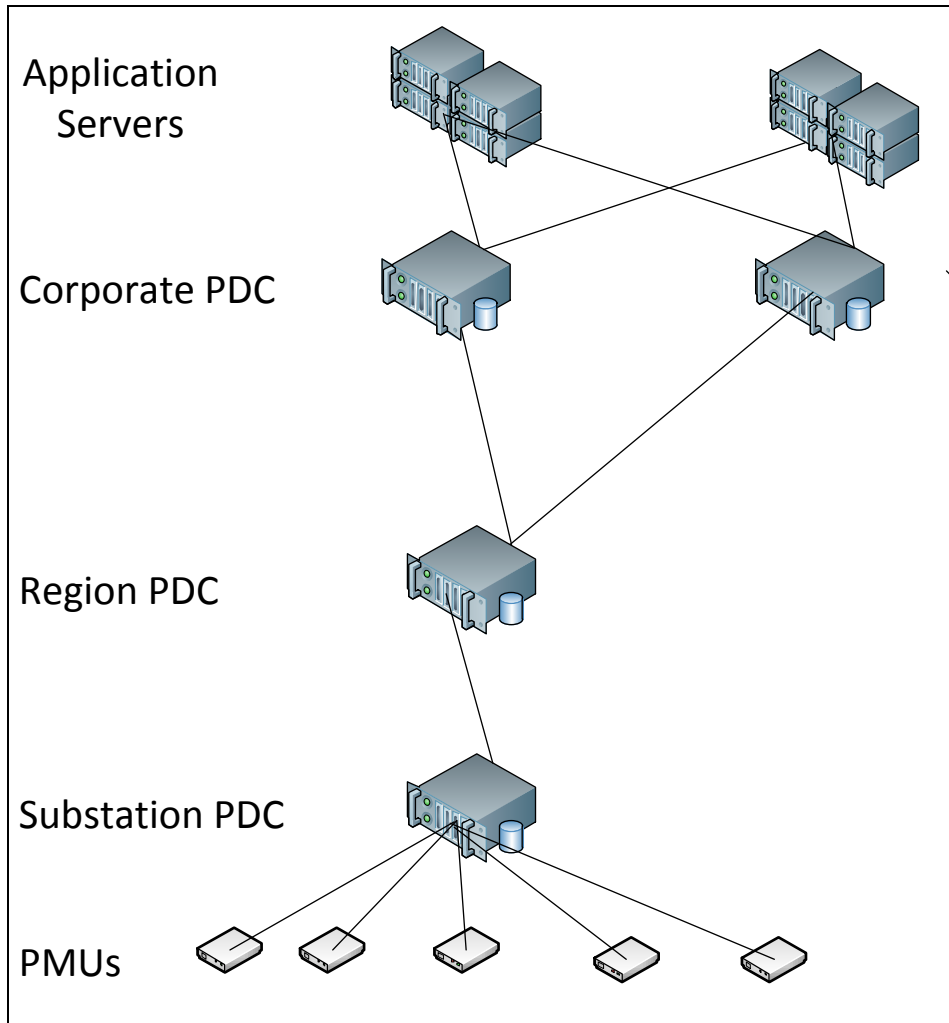 Application
Servers
Corporate PDC
Region PDC
Substation PDC
PMUs